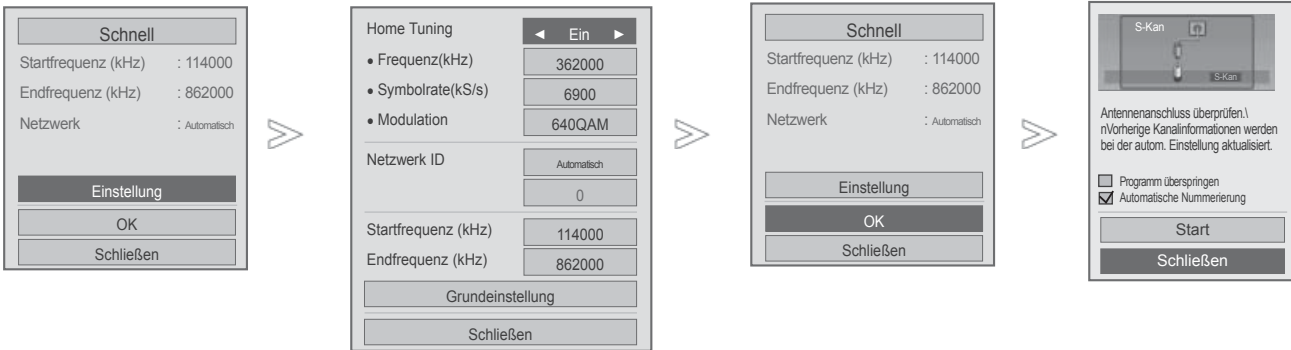 Schnell
Startfrequenz (kHz) : 114000
Endfrequenz (kHz) : 862000
Netzwerk : Automatisch
Einstellung
OK
Schließen
Home Tuning ◄ Ein ►
• Frequenz(kHz) 362000
• Symbolrate(kS/s) 6900
• Modulation 640QAM
Netzwerk ID Automatisch
0
Startfrequenz (kHz) 114000
Endfrequenz (kHz) 862000
Grundeinstellung
Schließen
Schnell
Startfrequenz (kHz) : 114000
Endfrequenz (kHz) : 862000
Netzwerk : Automatisch
Einstellung
OK
Schließen
S-Kan
S-Kan
Antennenanschluss überprüfen.\
nVorherige Kanalinformationen werden
bei der autom. Einstellung aktualisiert.
Programm überspringen
Automatische Nummerierung
Start
Schließen